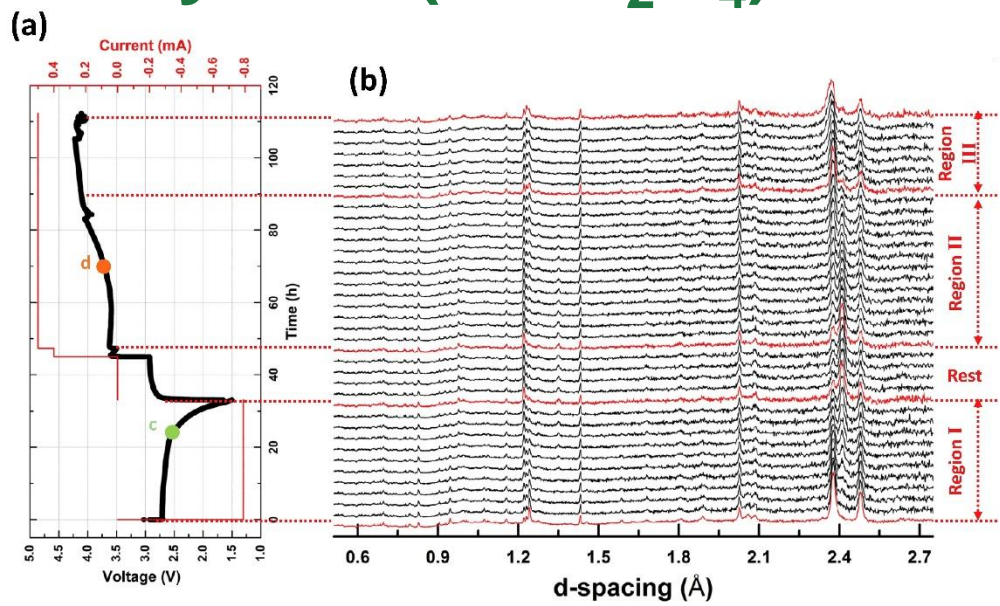 (a)
Current (mA)
0.4 0.2 0.0 -0.2 -0.4 -0.6 -0.8
120
100
80
60
40
20
0
Time (h)
d
c
5.0 4.5 4.0 3.5 3.0 2.5 2.0 1.5 1.0
Voltage (V)
(b)
Region III
Region II
Rest
Region I
0.6 0.9 1.2 1.5 1.8 2.1 2.4 2.7
d-spacing (Å)